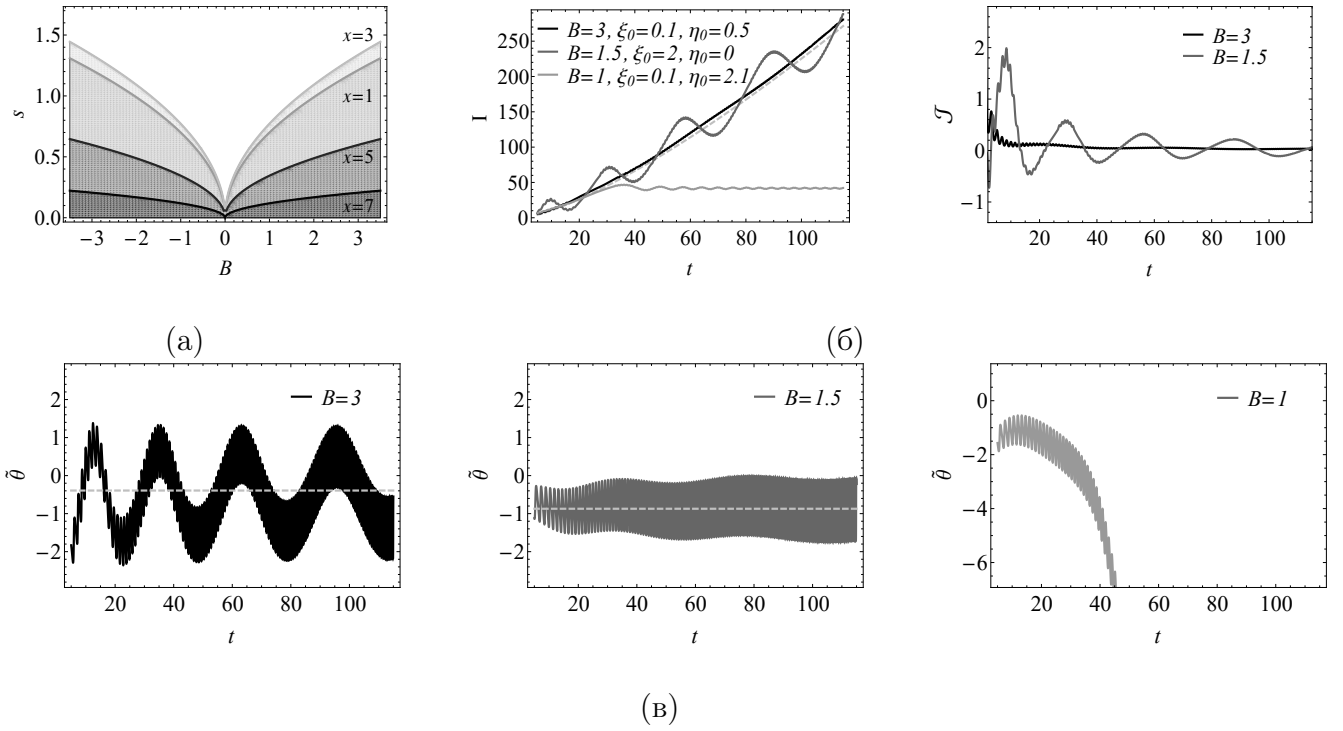 1.5
1.0
0.5
0.0
s
x=3
x=1
x=5
x=7
−3 −2 −1 0 1 2 3
B
250
200
150
100
50
0
I
B=3, ξ0=0.1, η0=0.5
B=1.5, ξ0=2, η0=0
B=1, ξ0=0.1, η0=2.1
20 40 60 80 100
t
2
1
0
−1
𝒥
B=3
B=1.5
20 40 60 80 100
t
(а)
(б)
2
1
0
−1
−2
θ̃
B=3
20 40 60 80 100
t
2
1
0
−1
−2
θ̃
B=1.5
20 40 60 80 100
t
0
−2
−4
−6
θ̃
B=1
20 40 60 80 100
t
(в)